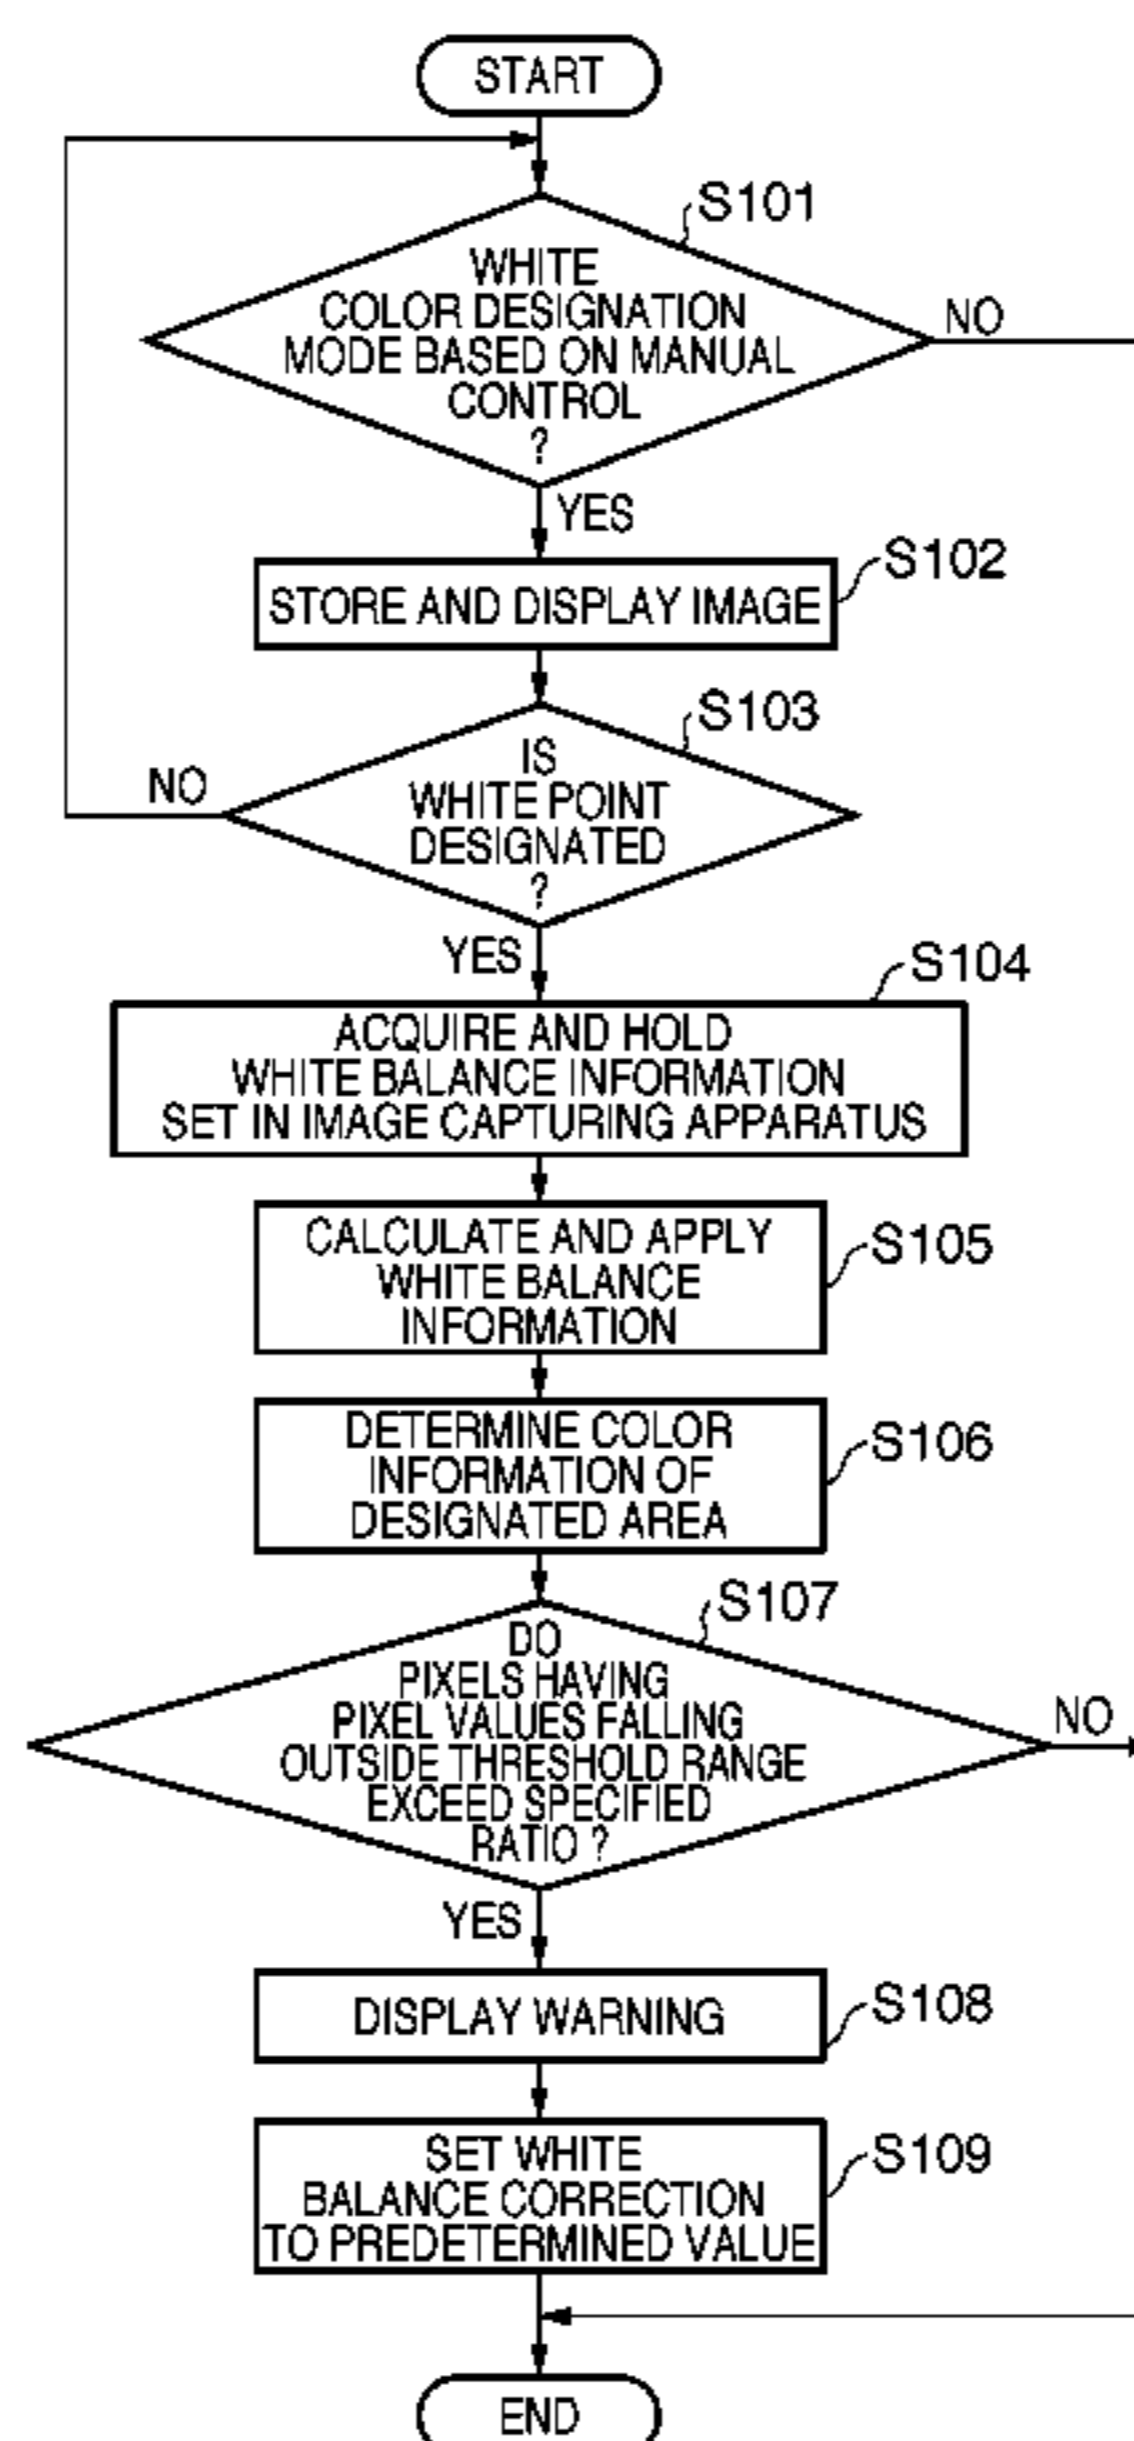 START
S101
WHITE
COLOR DESIGNATION
MODE BASED ON MANUAL
CONTROL
?
NO
YES
S102
STORE AND DISPLAY IMAGE
S103
IS
WHITE POINT
DESIGNATED
?
NO
YES
S104
ACQUIRE AND HOLD
WHITE BALANCE INFORMATION
SET IN IMAGE CAPTURING APPARATUS
S105
CALCULATE AND APPLY
WHITE BALANCE
INFORMATION
S106
DETERMINE COLOR
INFORMATION OF
DESIGNATED AREA
S107
DO
PIXELS HAVING
PIXEL VALUES FALLING
OUTSIDE THRESHOLD RANGE
EXCEED SPECIFIED
RATIO ?
NO
YES
S108
DISPLAY WARNING
S109
SET WHITE
BALANCE CORRECTION
TO PREDETERMINED VALUE
END